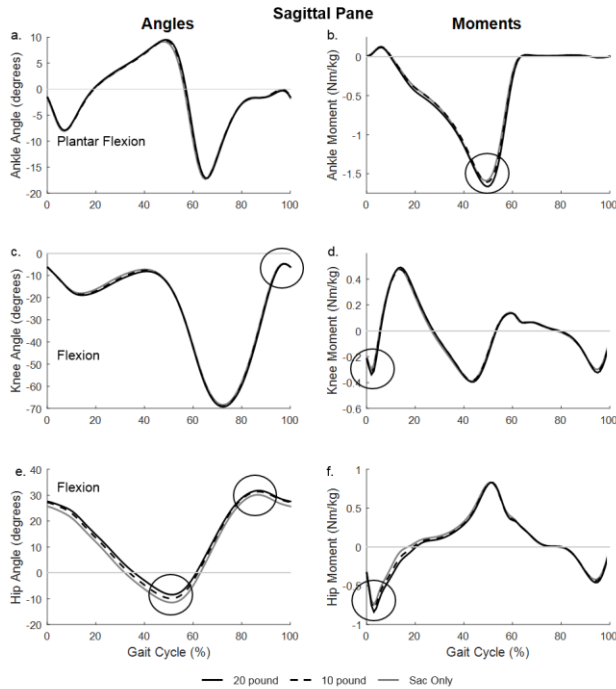 Sagittal Pane
Angles
Moments
a.
10
5
0
-5
-10
-15
-20
Ankle Angle (degrees)
Plantar Flexion
0 20 40 60 80 100
b.
0
-0.5
-1
-1.5
Ankle Moment (Nm/kg)
0 20 40 60 80 100
c.
0
-10
-20
-30
-40
-50
-60
-70
Knee Angle (degrees)
Flexion
0 20 40 60 80 100
d.
0.6
0.4
0.2
0
-0.2
-0.4
-0.6
Knee Moment (Nm/kg)
0 20 40 60 80 100
e.
40
30
20
10
0
-10
-20
Hip Angle (degrees)
Flexion
0 20 40 60 80 100
Gait Cycle (%)
f.
1
0.5
0
-0.5
-1
Hip Moment (Nm/kg)
0 20 40 60 80 100
Gait Cycle (%)
20 pound 10 pound Sac Only